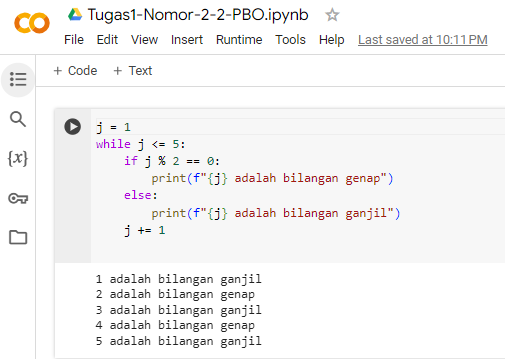 Tugas1-Nomor-2-2-PBO.ipynb
File Edit View Insert Runtime Tools Help Last saved at 10:11 PM
+ Code + Text
{x}
j = 1
while j <= 5:
    if j % 2 == 0:
        print(f"{j} adalah bilangan genap")
    else:
        print(f"{j} adalah bilangan ganjil")
    j += 1
1 adalah bilangan ganjil
2 adalah bilangan genap
3 adalah bilangan ganjil
4 adalah bilangan genap
5 adalah bilangan ganjil